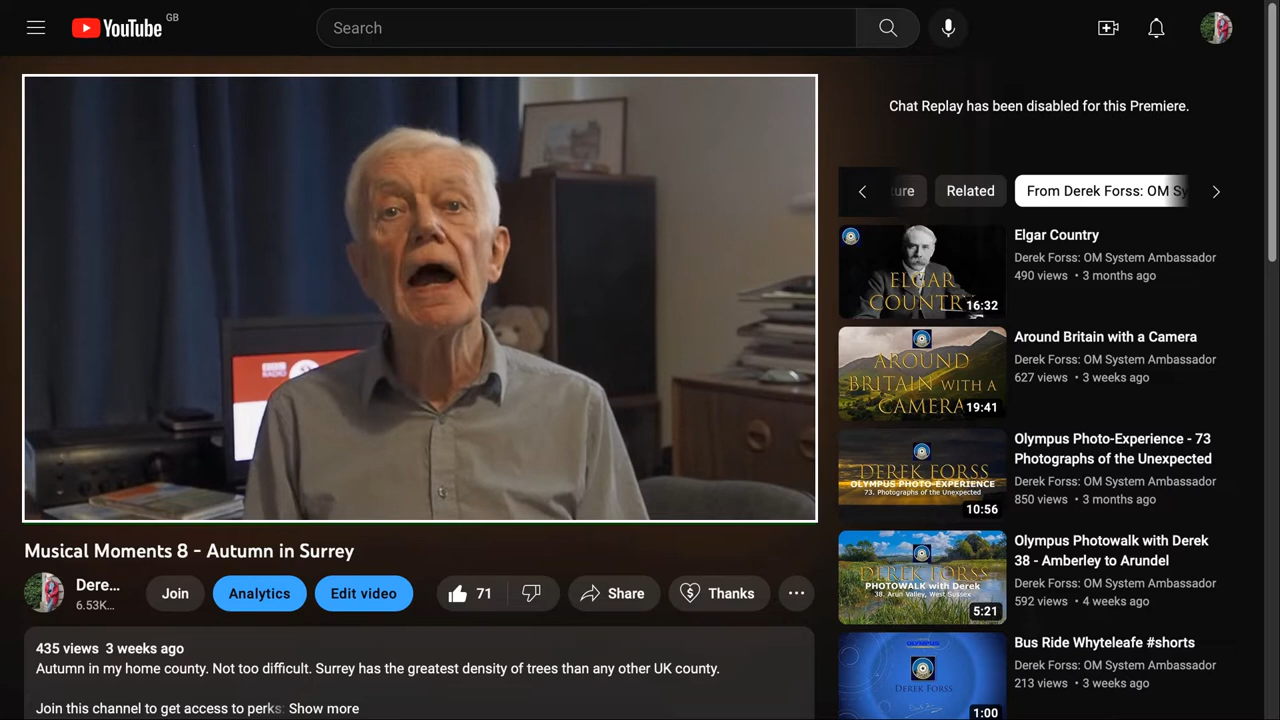 YouTube GB
Search
Chat Replay has been disabled for this Premiere.
ure
Related
From Derek Forss: OM Sy
ELGAR
COUNTRY
16:32
Elgar Country
Derek Forss: OM System Ambassador
490 views • 3 months ago
AROUND
BRITAIN WITH A
CAMERA
19:41
Around Britain with a Camera
Derek Forss: OM System Ambassador
627 views • 3 weeks ago
DEREK FORSS
OLYMPUS PHOTO-EXPERIENCE
73. Photographs of the Unexpected
10:56
Olympus Photo-Experience - 73
Photographs of the Unexpected
Derek Forss: OM System Ambassador
850 views • 3 months ago
DEREK FORSS
PHOTOWALK with Derek
38. Arun Valley, West Sussex
5:21
Olympus Photowalk with Derek
38 - Amberley to Arundel
Derek Forss: OM System Ambassador
592 views • 4 weeks ago
OLYMPUS
DEREK FORSS
1:00
Bus Ride Whyteleafe #shorts
Derek Forss: OM System Ambassador
213 views • 3 weeks ago
BBC
RADIO
Musical Moments 8 - Autumn in Surrey
Dere...
6.53K...
Join
Analytics
Edit video
71
Share
Thanks
435 views 3 weeks ago
Autumn in my home county. Not too difficult. Surrey has the greatest density of trees than any other UK county.
Join this channel to get access to perks: Show more